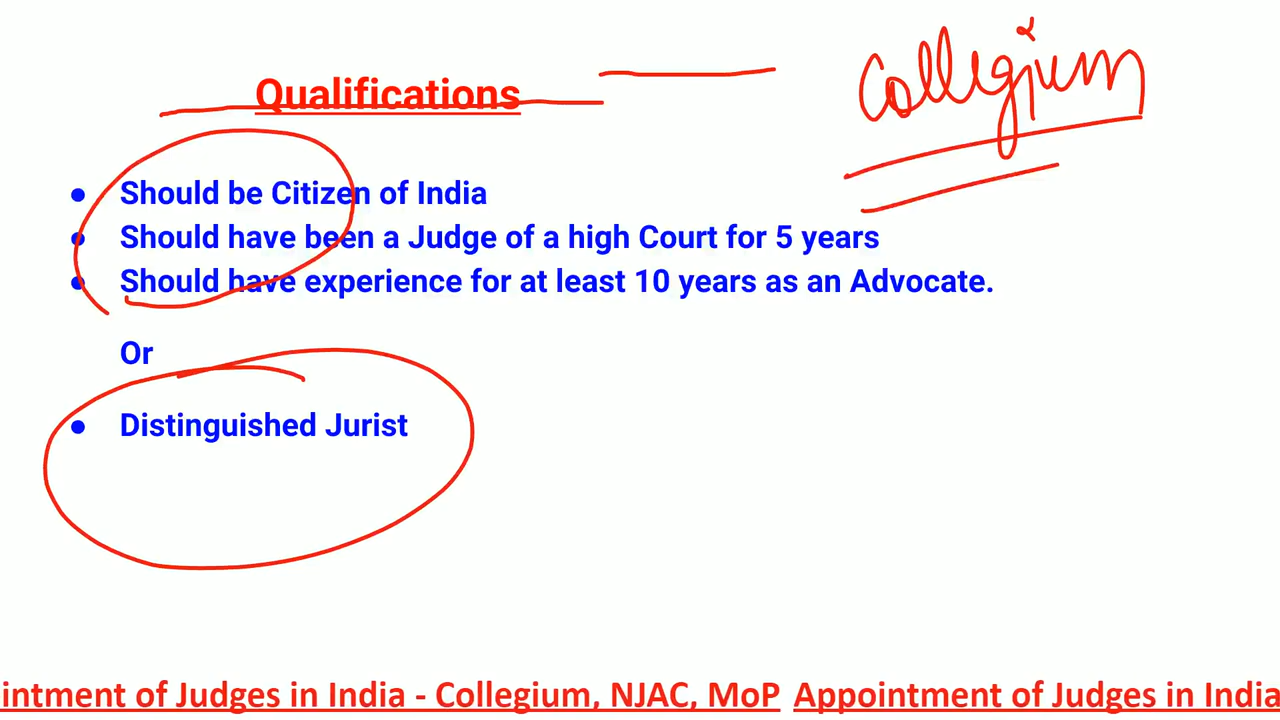 Collegium
Qualifications
● Should be Citizen of India
● Should have been a Judge of a high Court for 5 years
● Should have experience for at least 10 years as an Advocate.
Or
● Distinguished Jurist
intment of Judges in India - Collegium, NJAC, MoP Appointment of Judges in India